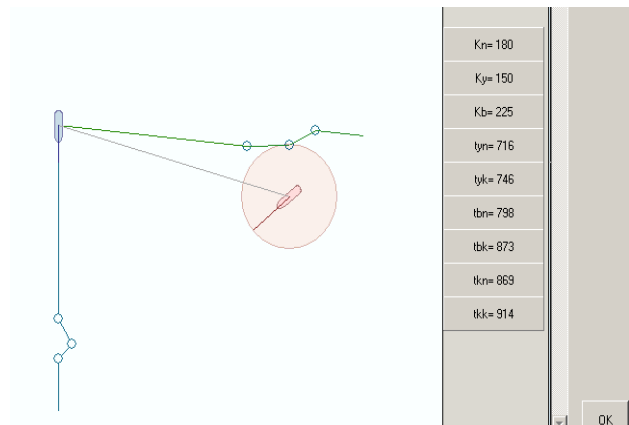 Kn= 180
Ky= 150
Kb= 225
tyn= 716
tyk= 746
tbn= 798
tbk= 873
tkn= 869
tkk= 914
OK